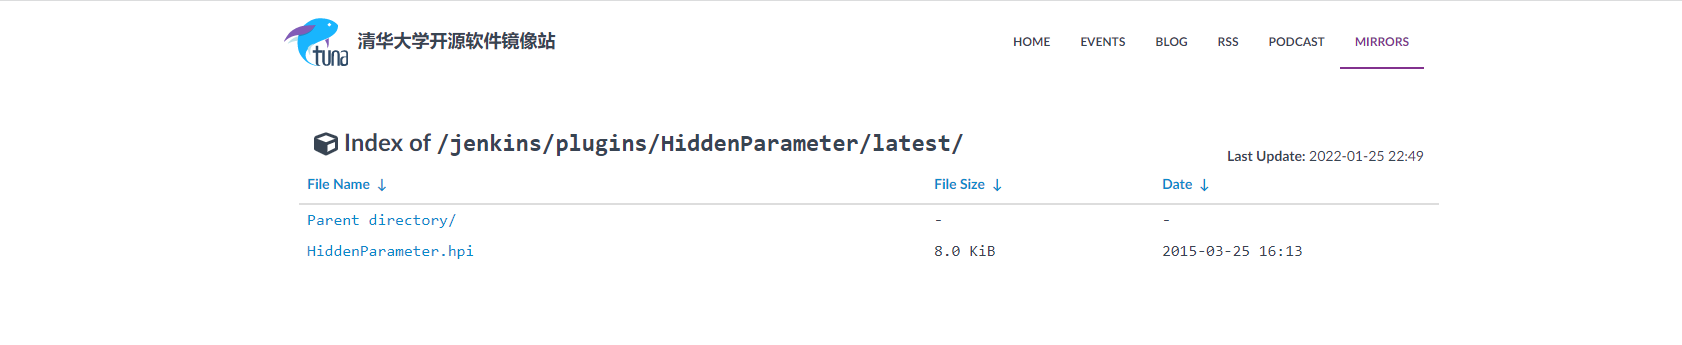 tuna 清华大学开源软件镜像站 HOME EVENTS BLOG RSS PODCAST MIRRORS
Index of /jenkins/plugins/HiddenParameter/latest/
Last Update: 2022-01-25 22:49
File Name ↓ File Size ↓ Date ↓
Parent directory/ - -
HiddenParameter.hpi 8.0 KiB 2015-03-25 16:13